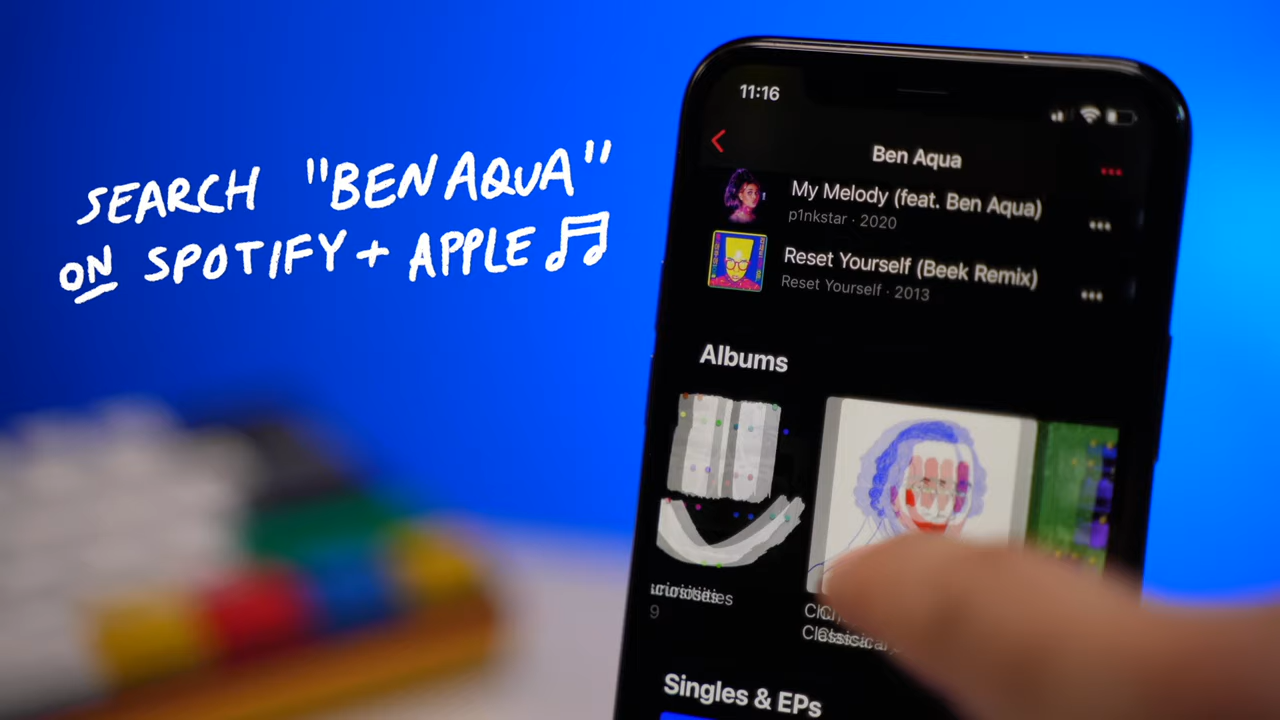 SEARCH "BEN AQUA"
ON SPOTIFY + APPLE
11:16
Ben Aqua
My Melody (feat. Ben Aqua)
p1nkstar · 2020
Reset Yourself (Beek Remix)
Reset Yourself · 2013
Albums
9
Singles & EPs